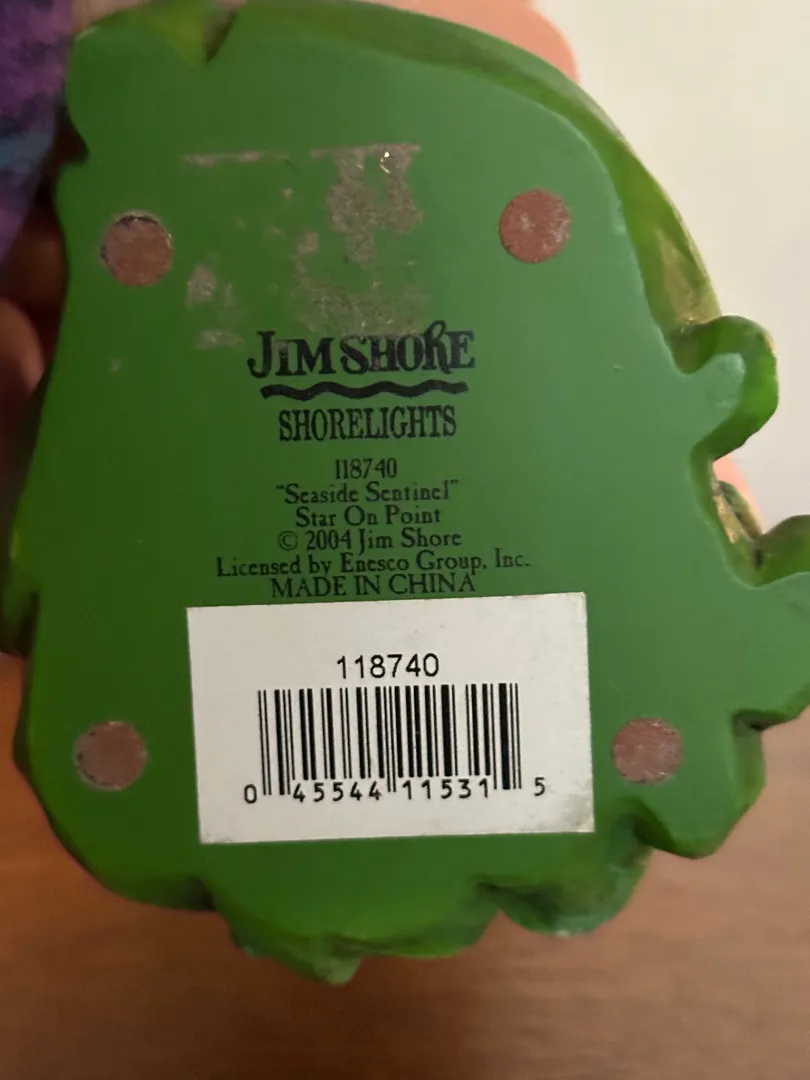 JIM SHORE
SHORELIGHTS
118740
"Seaside Sentinel"
Star On Point
© 2004 Jim Shore
Licensed by Enesco Group, Inc.
MADE IN CHINA
118740
0 45544 11531 5